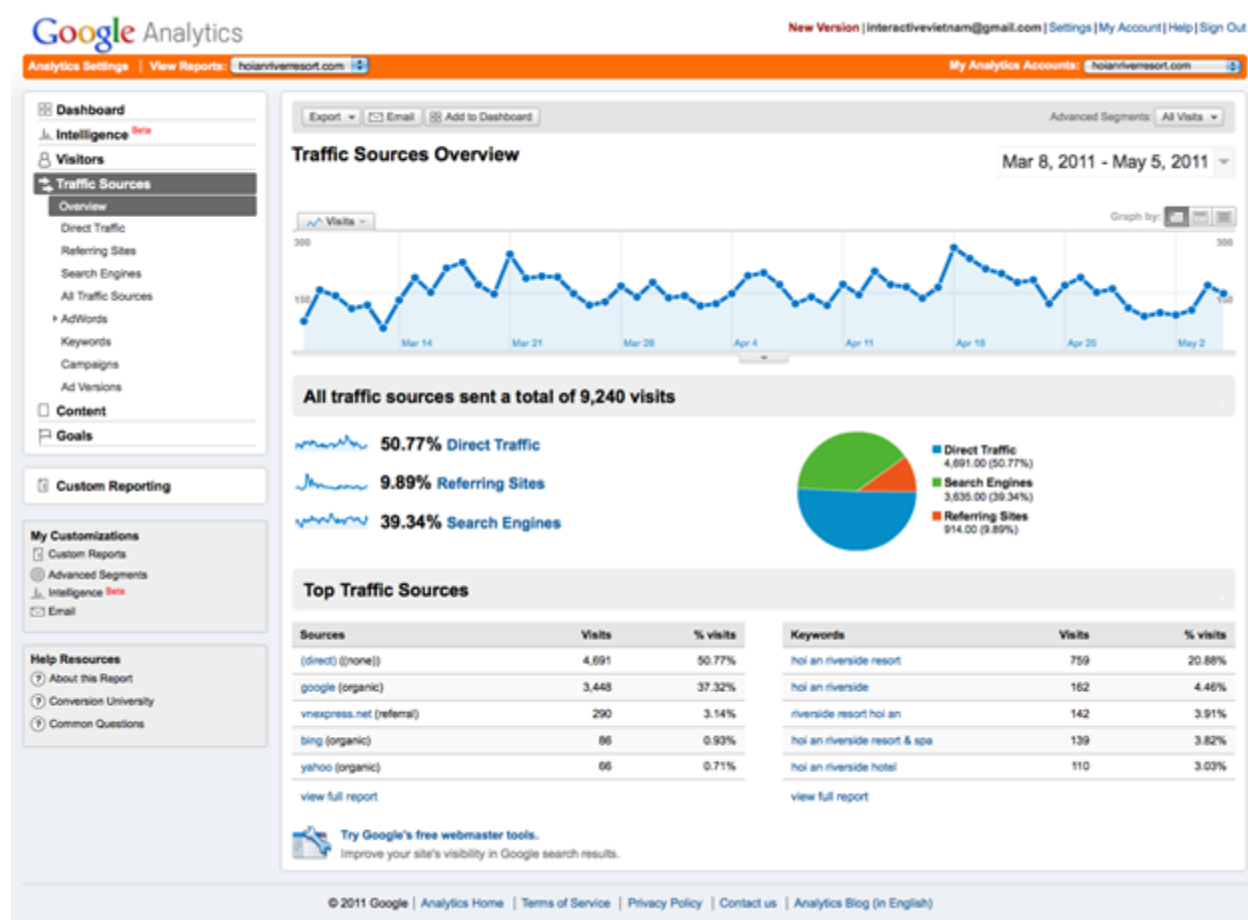 Google Analytics
New Version | interactivevietnam@gmail.com | Settings | My Account | Help | Sign Out
Analytics Settings | View Reports: hoianriverresort.com
My Analytics Accounts: hoianriverresort.com
Dashboard
Intelligence Beta
Visitors
Traffic Sources
Overview
Direct Traffic
Referring Sites
Search Engines
All Traffic Sources
AdWords
Keywords
Campaigns
Ad Versions
Content
Goals
Custom Reporting
My Customizations
Custom Reports
Advanced Segments
Intelligence Beta
Email
Help Resources
About this Report
Conversion University
Common Questions
Export Email Add to Dashboard
Advanced Segments: All Visits
Traffic Sources Overview
Mar 8, 2011 - May 5, 2011
Visits
Graph by:
300 300
150 150
Mar 14 Mar 21 Mar 28 Apr 4 Apr 11 Apr 18 Apr 25 May 2
All traffic sources sent a total of 9,240 visits
50.77% Direct Traffic
9.89% Referring Sites
39.34% Search Engines
Direct Traffic
4,691.00 (50.77%)
Search Engines
3,635.00 (39.34%)
Referring Sites
914.00 (9.89%)
Top Traffic Sources
Sources Visits % visits
(direct) ((none)) 4,691 50.77%
google (organic) 3,448 37.32%
vnexpress.net (referral) 290 3.14%
bing (organic) 86 0.93%
yahoo (organic) 66 0.71%
view full report
Keywords Visits % visits
hoi an riverside resort 759 20.88%
hoi an riverside 162 4.46%
riverside resort hoi an 142 3.91%
hoi an riverside resort & spa 139 3.82%
hoi an riverside hotel 110 3.03%
view full report
Try Google's free webmaster tools.
Improve your site's visibility in Google search results.
© 2011 Google | Analytics Home | Terms of Service | Privacy Policy | Contact us | Analytics Blog (in English)